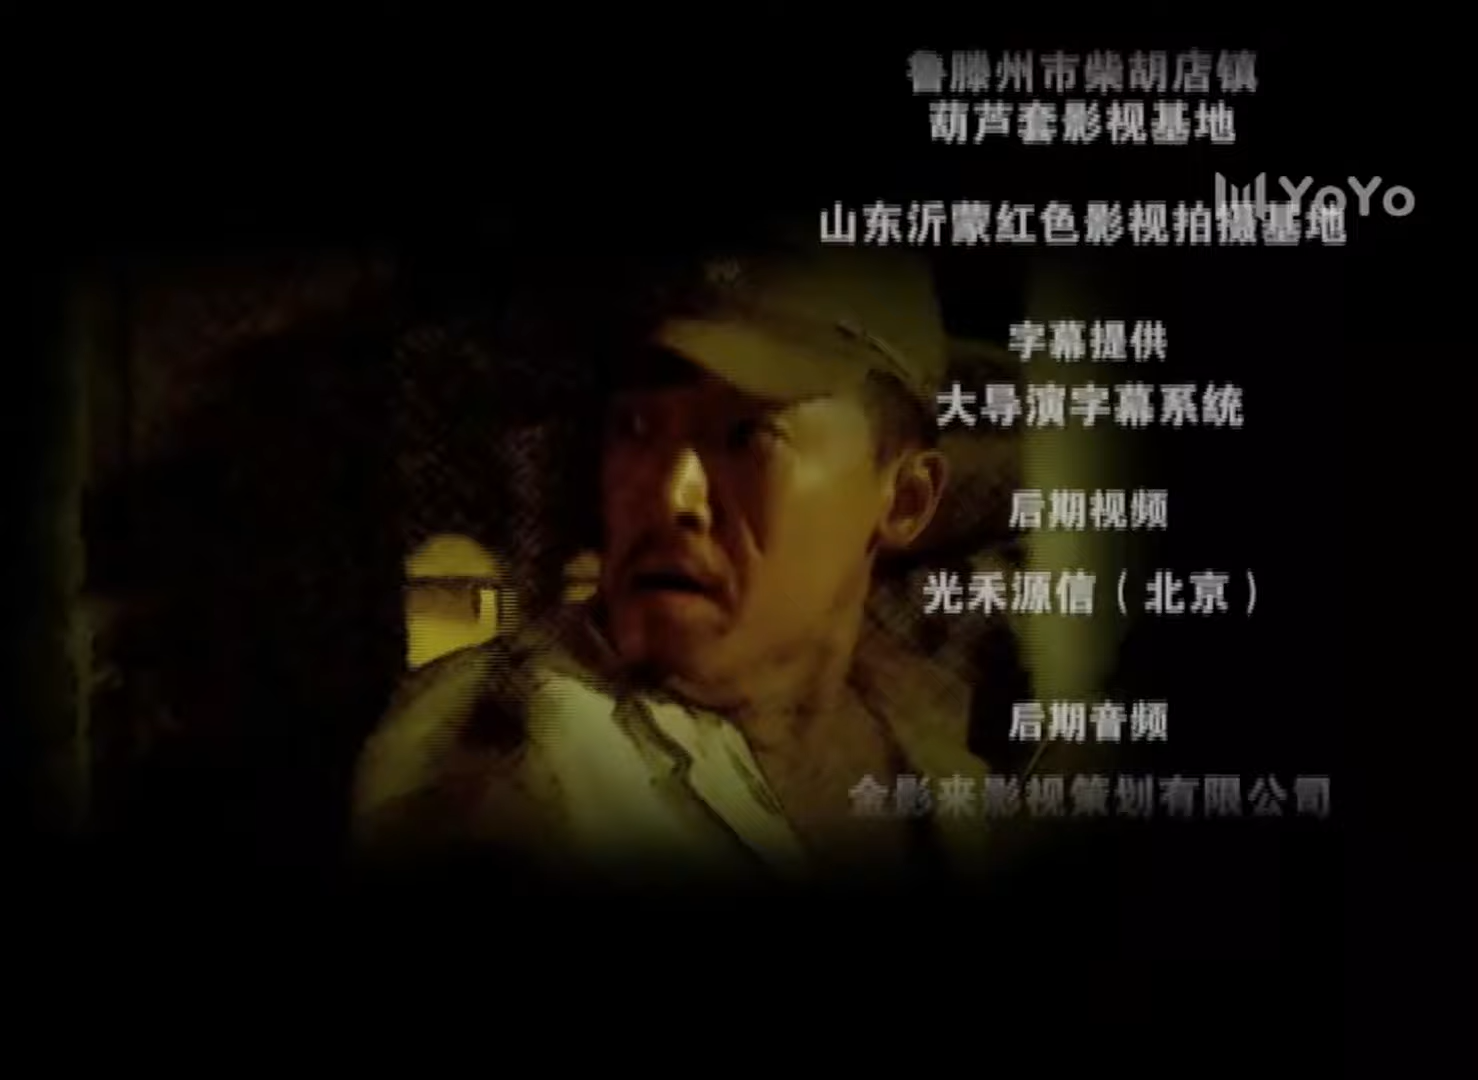 鲁滕州市柴胡店镇
葫芦套影视基地
YoYo
山东沂蒙红色影视拍摄基地
字幕提供
大导演字幕系统
后期视频
光禾源信（北京）
后期音频
金影来影视策划有限公司